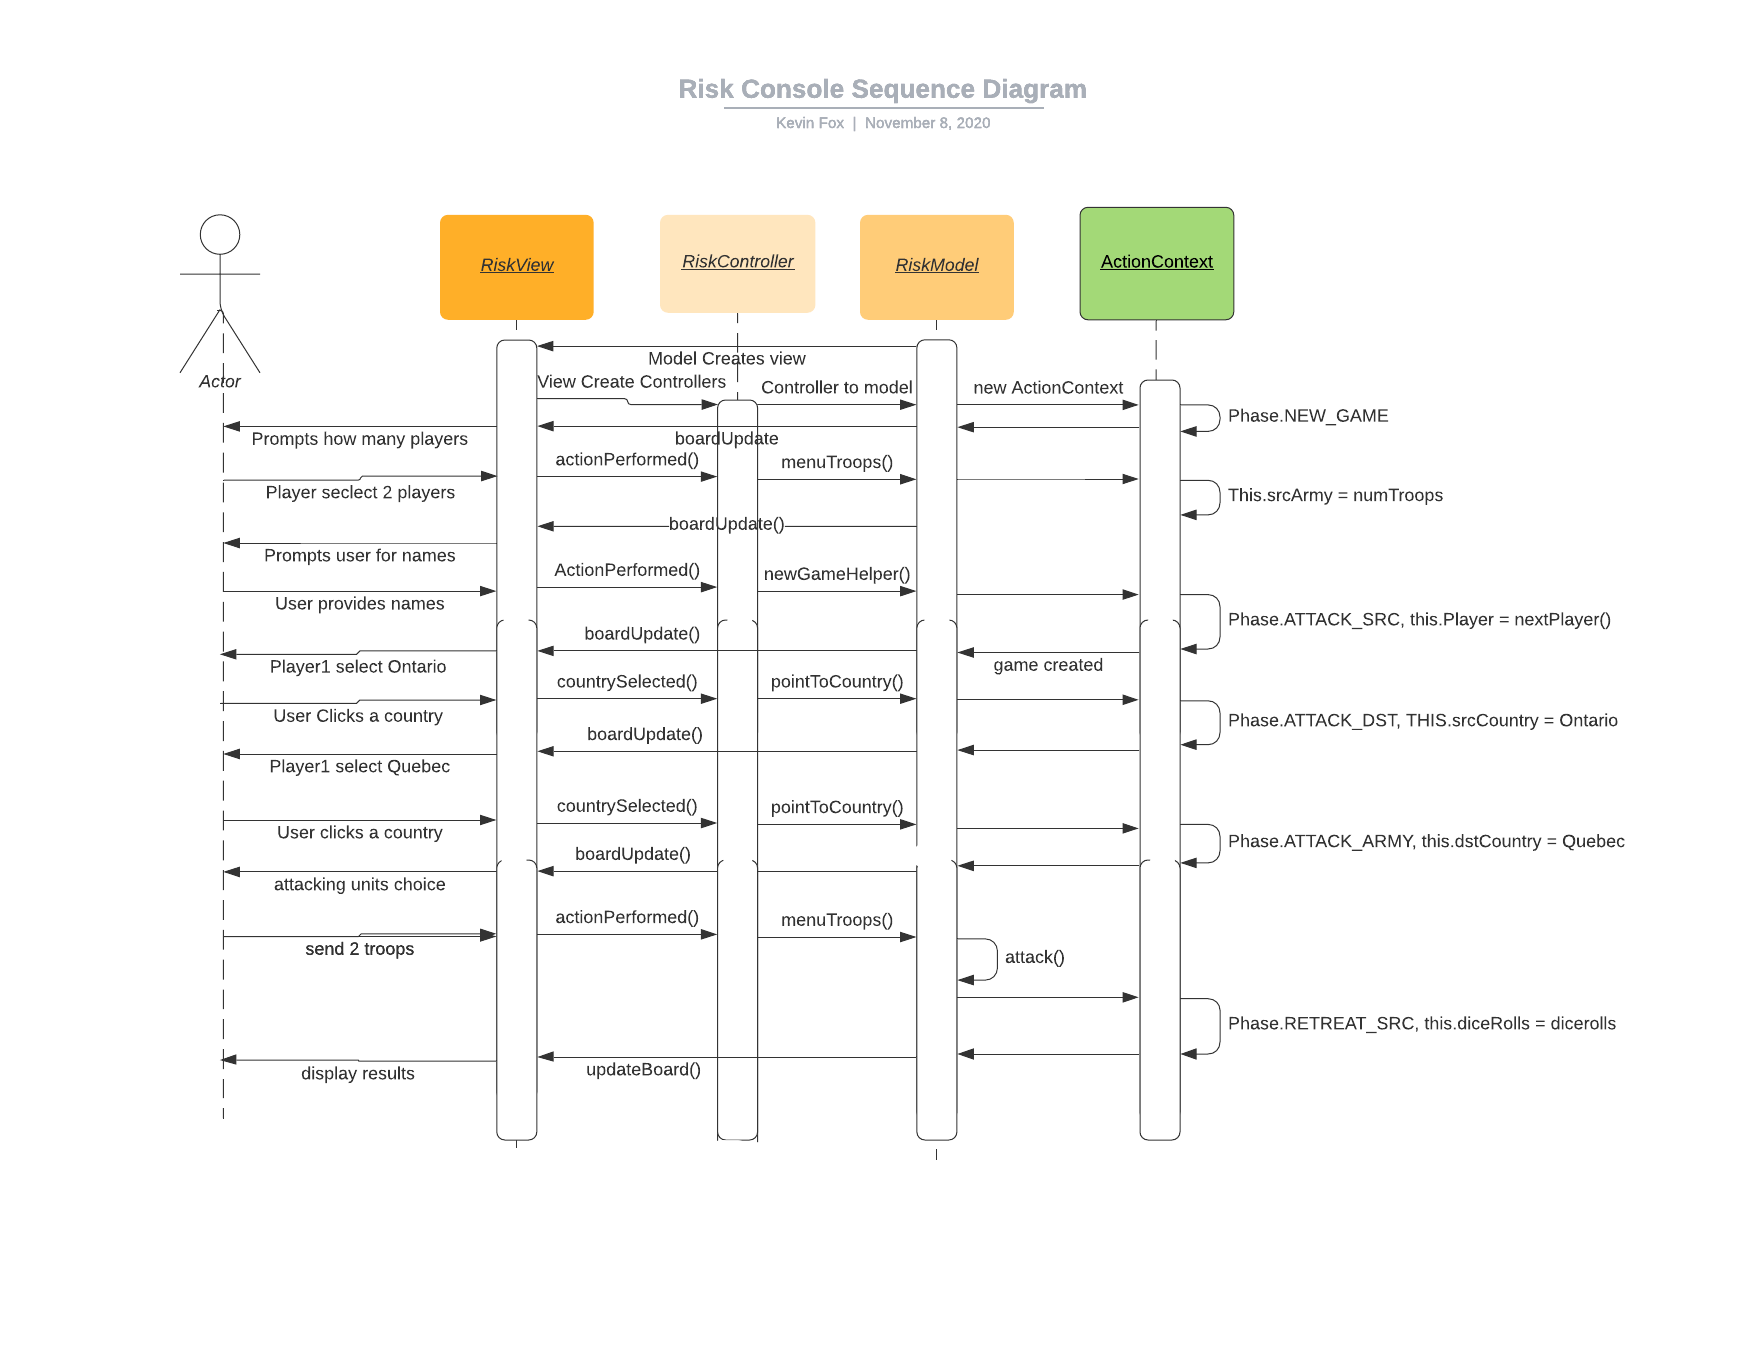 Risk Console Sequence Diagram
Kevin Fox | November 8, 2020
RiskView
RiskController
RiskModel
ActionContext
Actor
Model Creates view
View Create Controllers
Controller to model
new ActionContext
Phase.NEW_GAME
Prompts how many players
boardUpdate
actionPerformed()
menuTroops()
Player seclect 2 players
This.srcArmy = numTroops
boardUpdate()
Prompts user for names
ActionPerformed()
newGameHelper()
User provides names
Phase.ATTACK_SRC, this.Player = nextPlayer()
boardUpdate()
Player1 select Ontario
game created
countrySelected()
pointToCountry()
User Clicks a country
Phase.ATTACK_DST, THIS.srcCountry = Ontario
boardUpdate()
Player1 select Quebec
countrySelected()
pointToCountry()
User clicks a country
Phase.ATTACK_ARMY, this.dstCountry = Quebec
boardUpdate()
attacking units choice
actionPerformed()
menuTroops()
send 2 troops
attack()
Phase.RETREAT_SRC, this.diceRolls = dicerolls
updateBoard()
display results